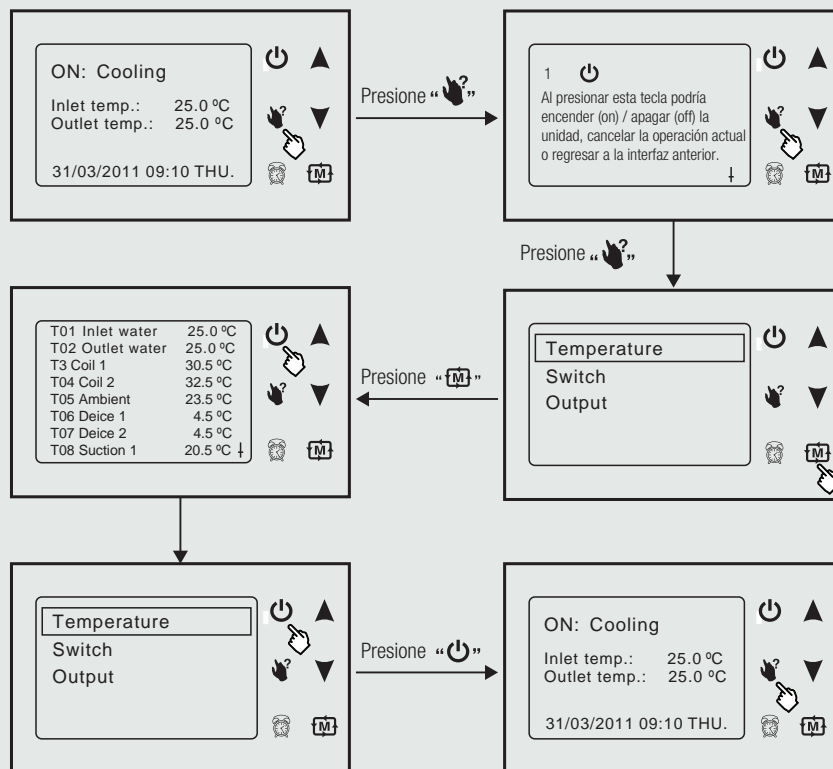 ON: Cooling
Inlet temp.: 25.0 ºC
Outlet temp.: 25.0 ºC
31/03/2011 09:10 THU.
?
M
Presione “ ? ”
1
Al presionar esta tecla podría
encender (on) / apagar (off) la
unidad, cancelar la operación actual
o regresar a la interfaz anterior.
?
M
Presione “ ? ”
Temperature
Switch
Output
?
M
Presione “ M ”
T01 Inlet water 25.0 ºC
T02 Outlet water 25.0 ºC
T3 Coil 1 30.5 ºC
T04 Coil 2 32.5 ºC
T05 Ambient 23.5 ºC
T06 Deice 1 4.5 ºC
T07 Deice 2 4.5 ºC
T08 Suction 1 20.5 ºC
?
M
Temperature
Switch
Output
?
M
Presione “ ”
ON: Cooling
Inlet temp.: 25.0 ºC
Outlet temp.: 25.0 ºC
31/03/2011 09:10 THU.
?
M